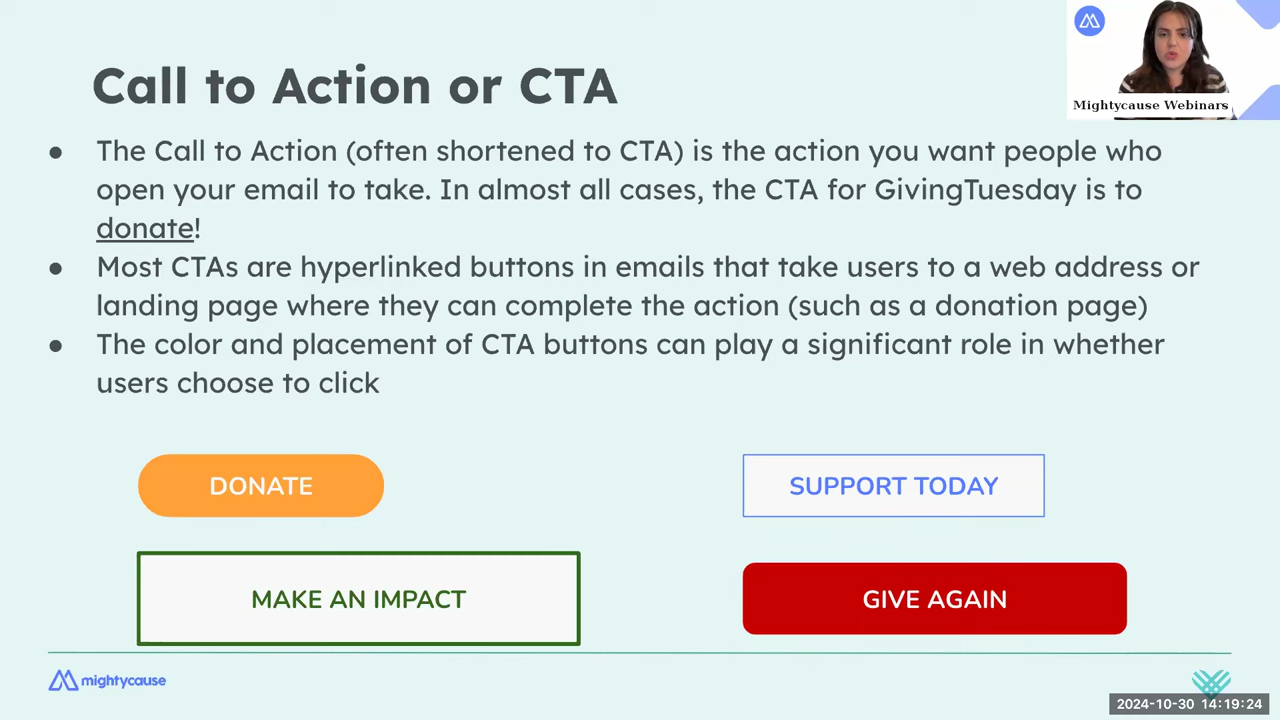 Call to Action or CTA
Mightycause Webinars
● The Call to Action (often shortened to CTA) is the action you want people who
open your email to take. In almost all cases, the CTA for GivingTuesday is to
donate!
● Most CTAs are hyperlinked buttons in emails that take users to a web address or
landing page where they can complete the action (such as a donation page)
● The color and placement of CTA buttons can play a significant role in whether
users choose to click
DONATE
SUPPORT TODAY
MAKE AN IMPACT
GIVE AGAIN
mightycause
2024-10-30 14:19:24